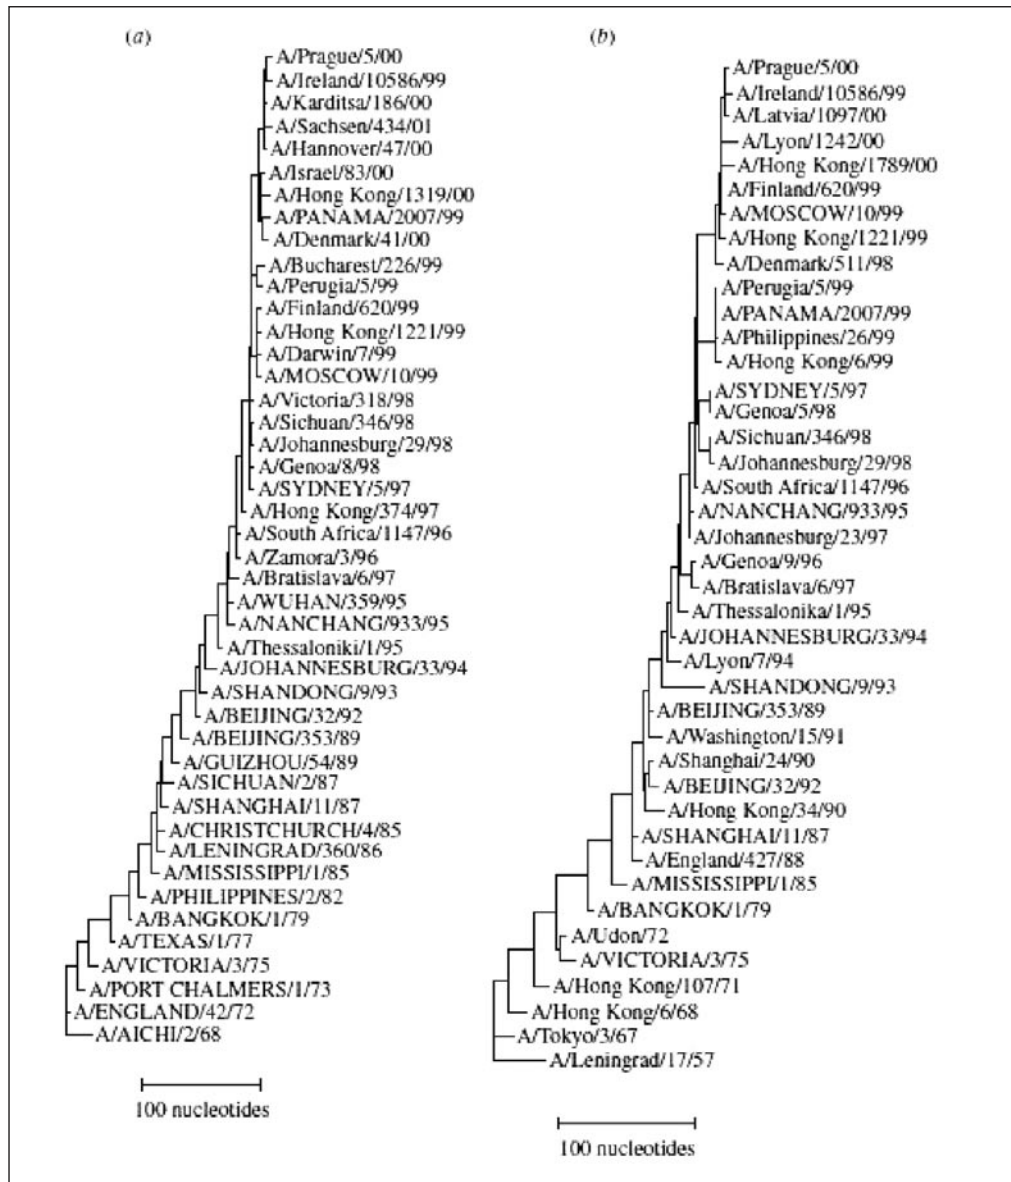 (a)
A/Prague/5/00
A/Ireland/10586/99
A/Karditsa/186/00
A/Sachsen/434/01
A/Hannover/47/00
A/Israel/83/00
A/Hong Kong/1319/00
A/PANAMA/2007/99
A/Denmark/41/00
A/Bucharest/226/99
A/Perugia/5/99
A/Finland/620/99
A/Hong Kong/1221/99
A/Darwin/7/99
A/MOSCOW/10/99
A/Victoria/318/98
A/Sichuan/346/98
A/Johannesburg/29/98
A/Genoa/8/98
A/SYDNEY/5/97
A/Hong Kong/374/97
A/South Africa/1147/96
A/Zamora/3/96
A/Bratislava/6/97
A/WUHAN/359/95
A/NANCHANG/933/95
A/Thessaloniki/1/95
A/JOHANNESBURG/33/94
A/SHANDONG/9/93
A/BEIJING/32/92
A/BEIJING/353/89
A/GUIZHOU/54/89
A/SICHUAN/2/87
A/SHANGHAI/11/87
A/CHRISTCHURCH/4/85
A/LENINGRAD/360/86
A/MISSISSIPPI/1/85
A/PHILIPPINES/2/82
A/BANGKOK/1/79
A/TEXAS/1/77
A/VICTORIA/3/75
A/PORT CHALMERS/1/73
A/ENGLAND/42/72
A/AICHI/2/68
100 nucleotides
(b)
A/Prague/5/00
A/Ireland/10586/99
A/Latvia/1097/00
A/Lyon/1242/00
A/Hong Kong/1789/00
A/Finland/620/99
A/MOSCOW/10/99
A/Hong Kong/1221/99
A/Denmark/511/98
A/Perugia/5/99
A/PANAMA/2007/99
A/Philippines/26/99
A/Hong Kong/6/99
A/SYDNEY/5/97
A/Genoa/5/98
A/Sichuan/346/98
A/Johannesburg/29/98
A/South Africa/1147/96
A/NANCHANG/933/95
A/Johannesburg/23/97
A/Genoa/9/96
A/Bratislava/6/97
A/Thessalonika/1/95
A/JOHANNESBURG/33/94
A/Lyon/7/94
A/SHANDONG/9/93
A/BEIJING/353/89
A/Washington/15/91
A/Shanghai/24/90
A/BEIJING/32/92
A/Hong Kong/34/90
A/SHANGHAI/11/87
A/England/427/88
A/MISSISSIPPI/1/85
A/BANGKOK/1/79
A/Udon/72
A/VICTORIA/3/75
A/Hong Kong/107/71
A/Hong Kong/6/68
A/Tokyo/3/67
A/Leningrad/17/57
100 nucleotides